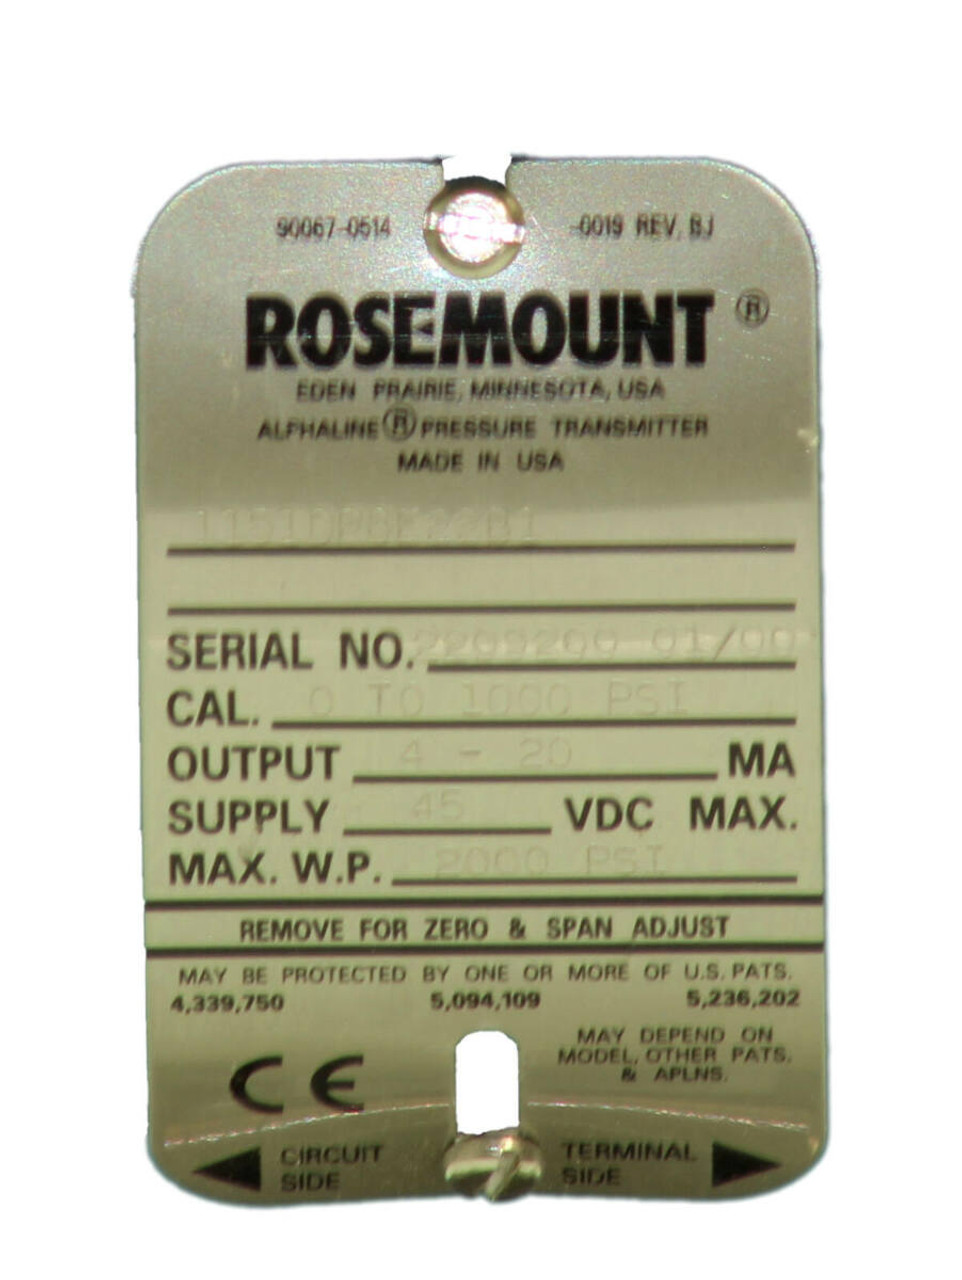 90067-0514 -0019 REV. BJ
ROSEMOUNT ®
EDEN PRAIRIE, MINNESOTA, USA
ALPHALINE ® PRESSURE TRANSMITTER
MADE IN USA
SERIAL NO. 2209200 01/00
CAL. 0 TO 1000 PSI
OUTPUT 4 - 20 MA
SUPPLY 45 VDC MAX.
MAX. W.P. 2000 PSI
REMOVE FOR ZERO & SPAN ADJUST
MAY BE PROTECTED BY ONE OR MORE OF U.S. PATS.
4,339,750 5,094,109 5,236,202
MAY DEPEND ON
MODEL, OTHER PATS.
& APLNS.
CE
CIRCUIT
SIDE
TERMINAL
SIDE